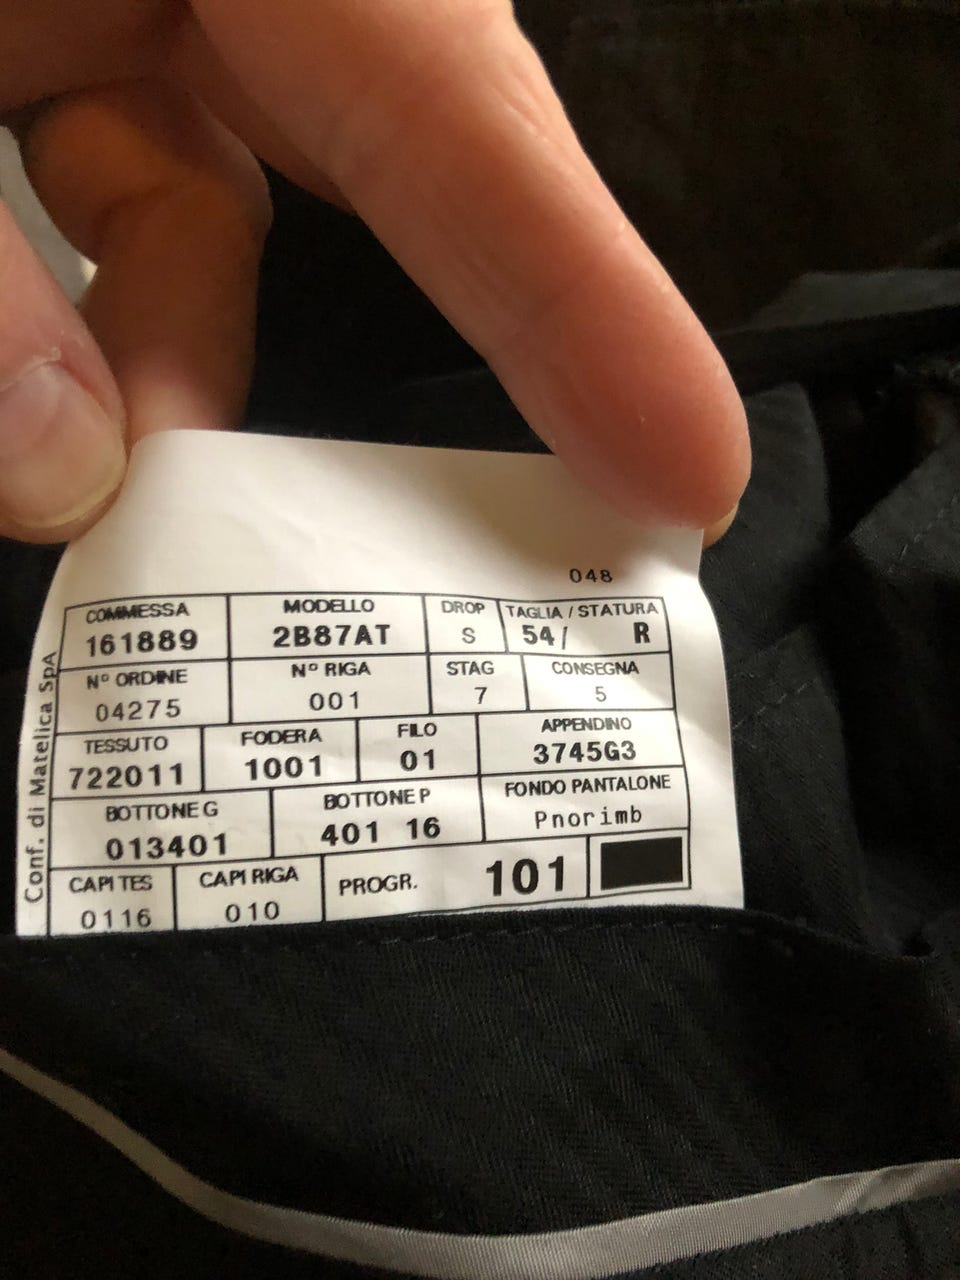 048
COMMESSA MODELLO DROP TAGLIA / STATURA
161889 2B87AT S 54/ R
Nº ORDINE Nº RIGA STAG CONSEGNA
04275 001 7 5
TESSUTO FODERA FILO APPENDINO
722011 1001 01 3745G3
BOTTONE G BOTTONE P FONDO PANTALONE
013401 401 16 Pnorimb
CAPI TES CAPI RIGA PROGR. 101
0116 010
Conf. di Matelica SpA